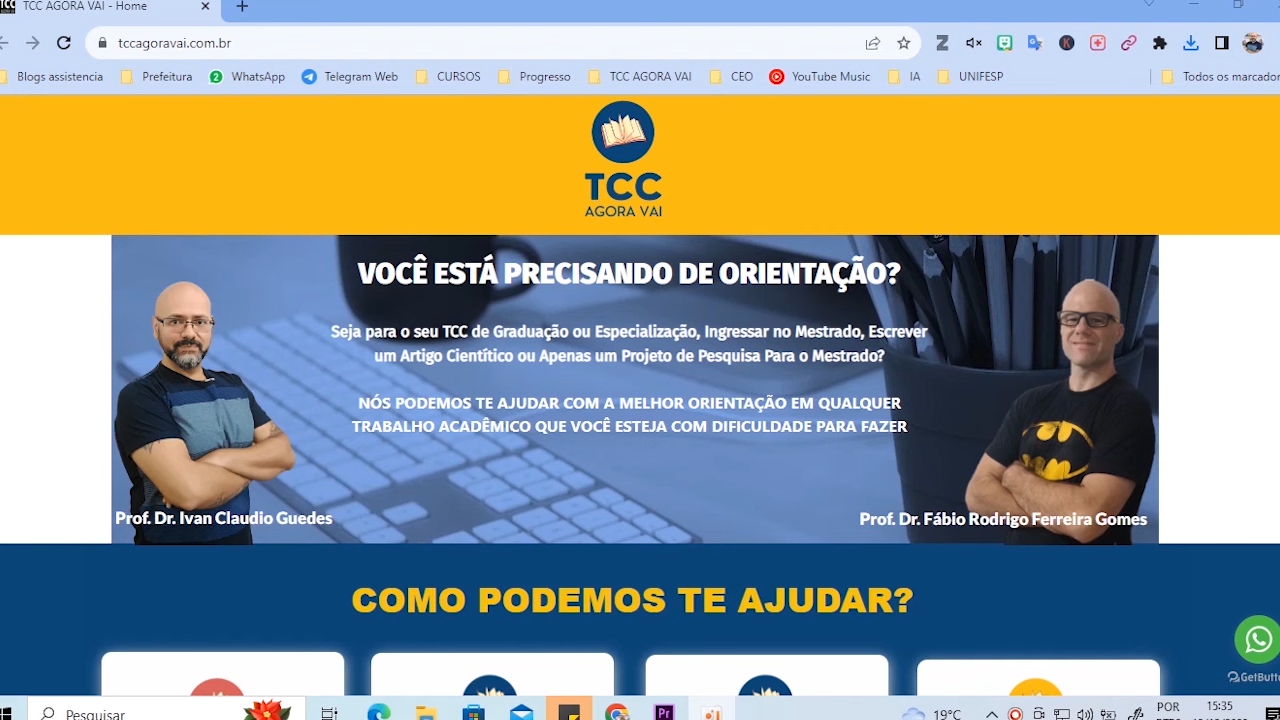 TCC AGORA VAI - Home
tccagoravai.com.br
Blogs assistencia
Prefeitura
WhatsApp
Telegram Web
CURSOS
Progresso
TCC AGORA VAI
CEO
YouTube Music
IA
UNIFESP
Todos os marcador
TCC
AGORA VAI
VOCÊ ESTÁ PRECISANDO DE ORIENTAÇÃO?
Seja para o seu TCC de Graduação ou Especialização, Ingressar no Mestrado, Escrever
um Artigo Científico ou Apenas um Projeto de Pesquisa Para o Mestrado?
NÓS PODEMOS TE AJUDAR COM A MELHOR ORIENTAÇÃO EM QUALQUER
TRABALHO ACADÊMICO QUE VOCÊ ESTEJA COM DIFICULDADE PARA FAZER
Prof. Dr. Ivan Claudio Guedes
Prof. Dr. Fábio Rodrigo Ferreira Gomes
COMO PODEMOS TE AJUDAR?
GetButt
Pesquisar
19°C
POR
15:35